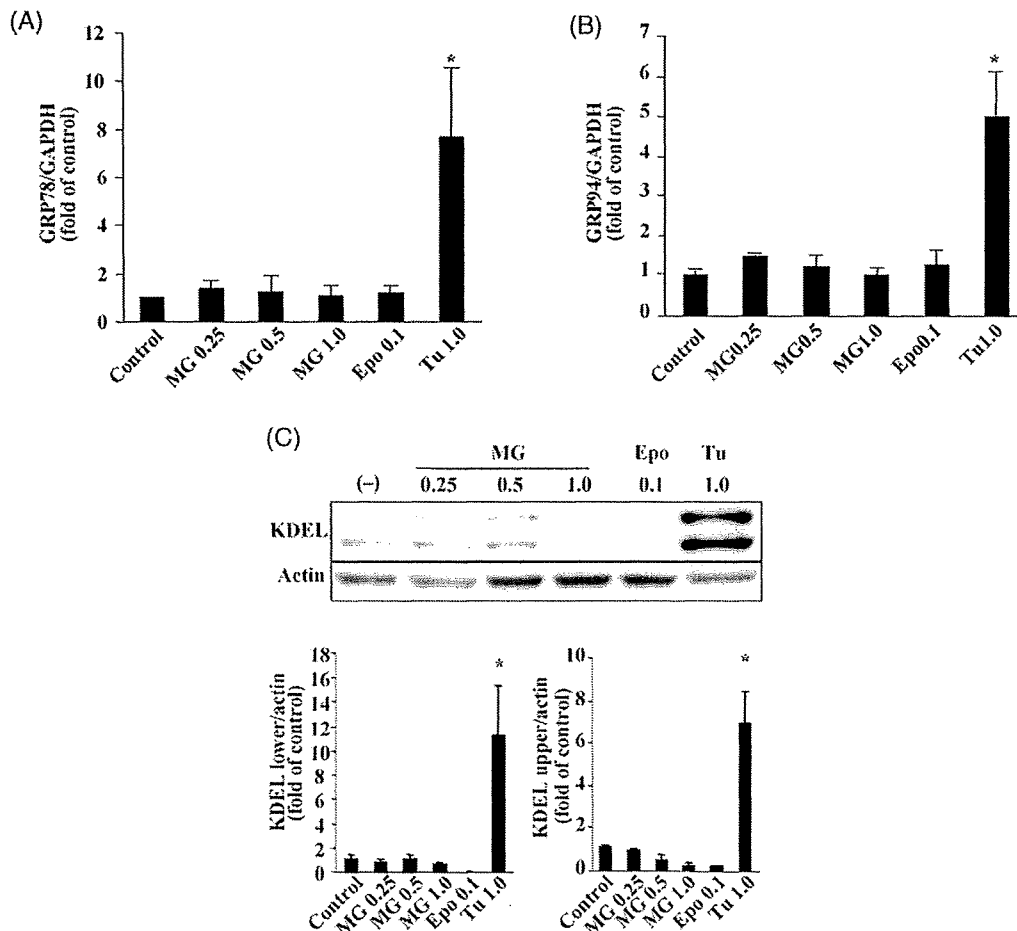 (A)
GRP78/GAPDH
(fold of control)
12
10
8
6
4
2
0
*
Control
MG 0.25
MG 0.5
MG 1.0
Epo 0.1
Tu 1.0
(B)
GRP94/GAPDH
(fold of control)
7
6
5
4
3
2
1
0
*
Control
MG0.25
MG0.5
MG1.0
Epo0.1
Tu1.0
(C)
MG Epo Tu
(-) 0.25 0.5 1.0 0.1 1.0
KDEL
Actin
KDEL lower/actin
(fold of control)
18
16
14
12
10
8
6
4
2
0
*
Control
MG 0.25
MG 0.5
MG 1.0
Epo 0.1
Tu 1.0
KDEL upper/actin
(fold of control)
10
8
6
4
2
0
*
Control
MG 0.25
MG 0.5
MG 1.0
Epo 0.1
Tu 1.0